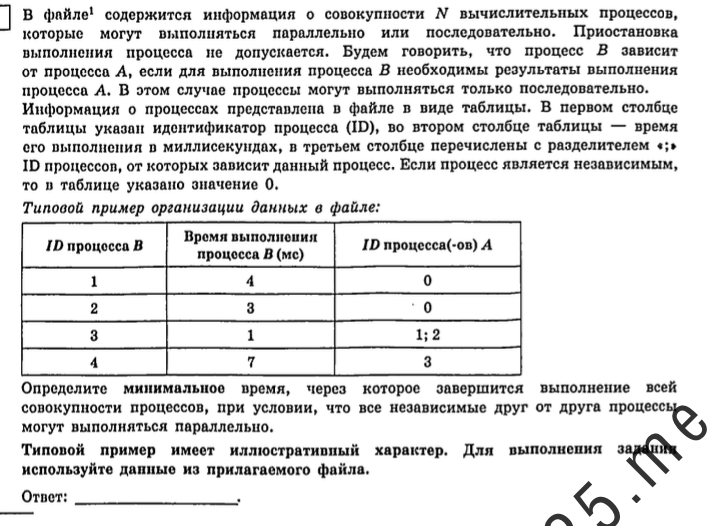 В файле¹ содержится информация о совокупности N вычислительных процессов,
которые могут выполняться параллельно или последовательно. Приостановка
выполнения процесса не допускается. Будем говорить, что процесс B зависит
от процесса A, если для выполнения процесса B необходимы результаты выполнения
процесса A. В этом случае процессы могут выполняться только последовательно.
Информация о процессах представлена в файле в виде таблицы. В первом столбце
таблицы указан идентификатор процесса (ID), во втором столбце таблицы — время
его выполнения в миллисекундах, в третьем столбце перечислены с разделителем «;»
ID процессов, от которых зависит данный процесс. Если процесс является независимым,
то в таблице указано значение 0.
Типовой пример организации данных в файле:
ID процесса B | Время выполнения процесса B (мс) | ID процесса(-ов) A
1 | 4 | 0
2 | 3 | 0
3 | 1 | 1; 2
4 | 7 | 3
Определите минимальное время, через которое завершится выполнение всей
совокупности процессов, при условии, что все независимые друг от друга процессы
могут выполняться параллельно.
Типовой пример имеет иллюстративный характер. Для выполнения задания
используйте данные из прилагаемого файла.
Ответ: ____________________.
5.me